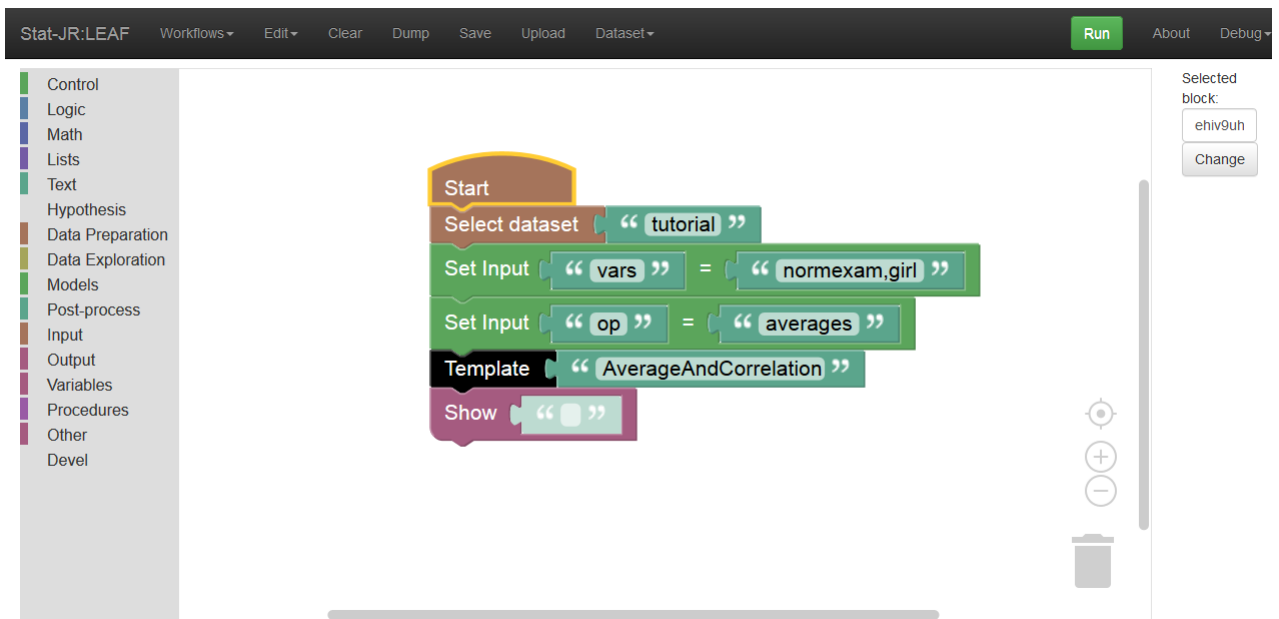 Stat-JR:LEAF Workflows Edit Clear Dump Save Upload Dataset Run About Debug
Control
Logic
Math
Lists
Text
Hypothesis
Data Preparation
Data Exploration
Models
Post-process
Input
Output
Variables
Procedures
Other
Devel
Start
Select dataset “ tutorial ”
Set Input “ vars ” = “ normexam,girl ”
Set Input “ op ” = “ averages ”
Template “ AverageAndCorrelation ”
Show “ ”
Selected
block:
ehiv9uh
Change